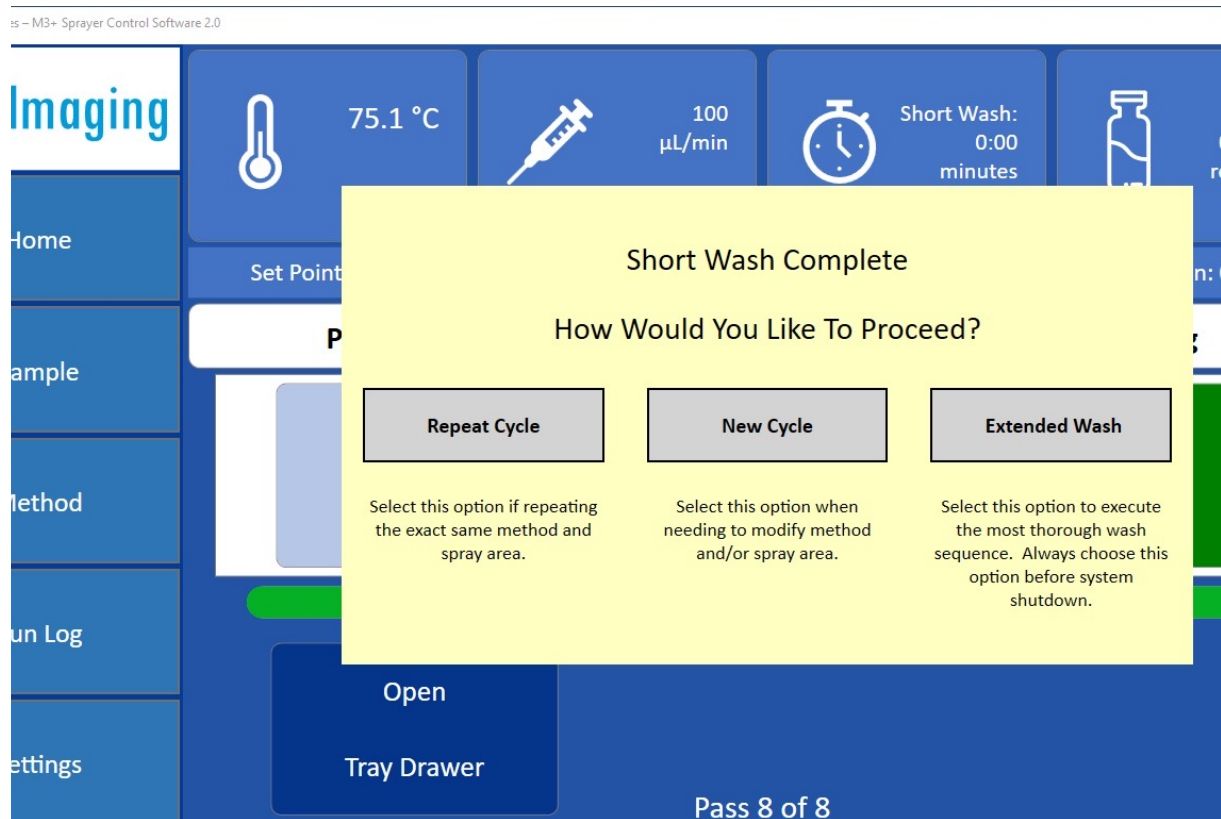 es – M3+ Sprayer Control Software 2.0
Imaging
75.1 °C
100
µL/min
Short Wash:
0:00
minutes
Home
Set Point
Short Wash Complete
How Would You Like To Proceed?
Repeat Cycle
New Cycle
Extended Wash
Select this option if repeating
the exact same method and
spray area.
Select this option when
needing to modify method
and/or spray area.
Select this option to execute
the most thorough wash
sequence. Always choose this
option before system
shutdown.
ample
Method
un Log
ettings
Open
Tray Drawer
Pass 8 of 8